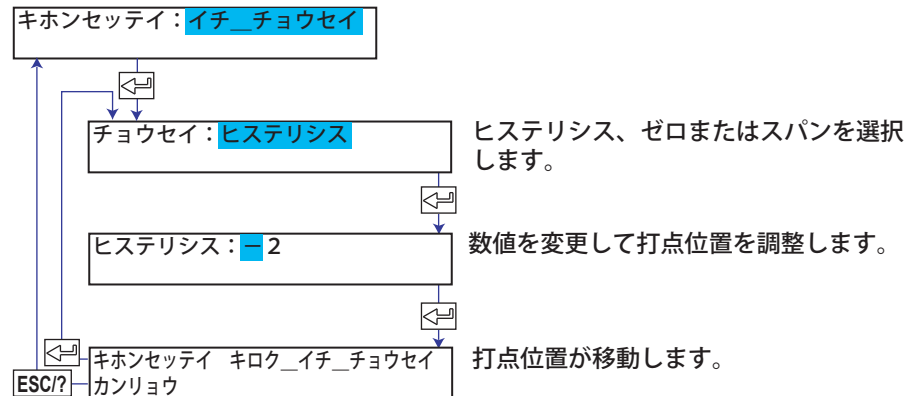 キホンセッテイ：イチ＿チョウセイ
チョウセイ：ヒステリシス
ヒステリシス、ゼロまたはスパンを選択
します。
ヒステリシス：－２
数値を変更して打点位置を調整します。
キホンセッテイ　キロク＿イチ＿チョウセイ
カンリョウ
打点位置が移動します。
ESC/?